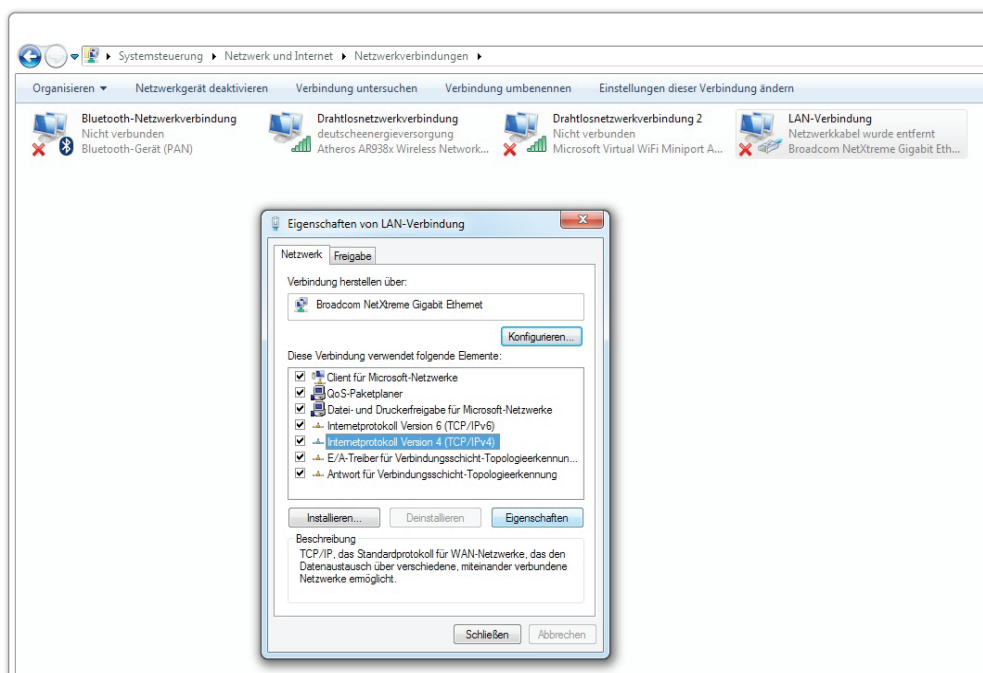 Systemsteuerung ▸ Netzwerk und Internet ▸ Netzwerkverbindungen ▸
Organisieren ▾ Netzwerkgerät deaktivieren Verbindung untersuchen Verbindung umbenennen Einstellungen dieser Verbindung ändern
Bluetooth-Netzwerkverbindung
Nicht verbunden
Bluetooth-Gerät (PAN)
Drahtlosnetzwerkverbindung
deutscheenergieversorgung
Atheros AR938x Wireless Network...
Drahtlosnetzwerkverbindung 2
Nicht verbunden
Microsoft Virtual WiFi Miniport A...
LAN-Verbindung
Netzwerkkabel wurde entfernt
Broadcom NetXtreme Gigabit Eth...
Eigenschaften von LAN-Verbindung
Netzwerk Freigabe
Verbindung herstellen über:
Broadcom NetXtreme Gigabit Ethernet
Konfigurieren...
Diese Verbindung verwendet folgende Elemente:
Client für Microsoft-Netzwerke
QoS-Paketplaner
Datei- und Druckerfreigabe für Microsoft-Netzwerke
Internetprotokoll Version 6 (TCP/IPv6)
Internetprotokoll Version 4 (TCP/IPv4)
E/A-Treiber für Verbindungsschicht-Topologieerkennun...
Antwort für Verbindungsschicht-Topologieerkennung
Installieren... Deinstallieren Eigenschaften
Beschreibung
TCP/IP, das Standardprotokoll für WAN-Netzwerke, das den
Datenaustausch über verschiedene, miteinander verbundene
Netzwerke ermöglicht.
Schließen Abbrechen